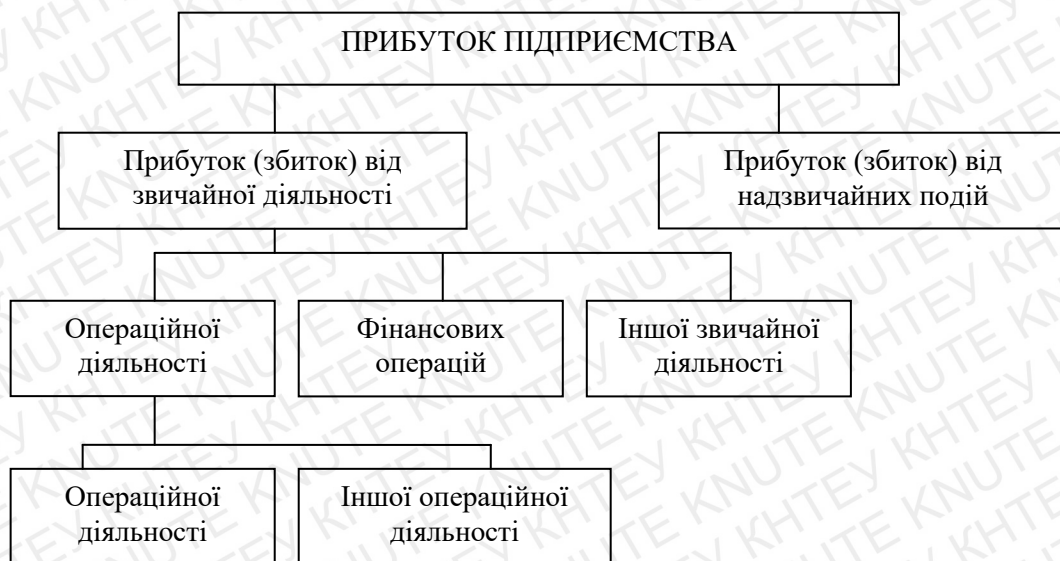 ПРИБУТОК ПІДПРИЄМСТВА
Прибуток (збиток) від
звичайної діяльності
Прибуток (збиток) від
надзвичайних подій
Операційної
діяльності
Фінансових
операцій
Іншої звичайної
діяльності
Операційної
діяльності
Іншої операційної
діяльності